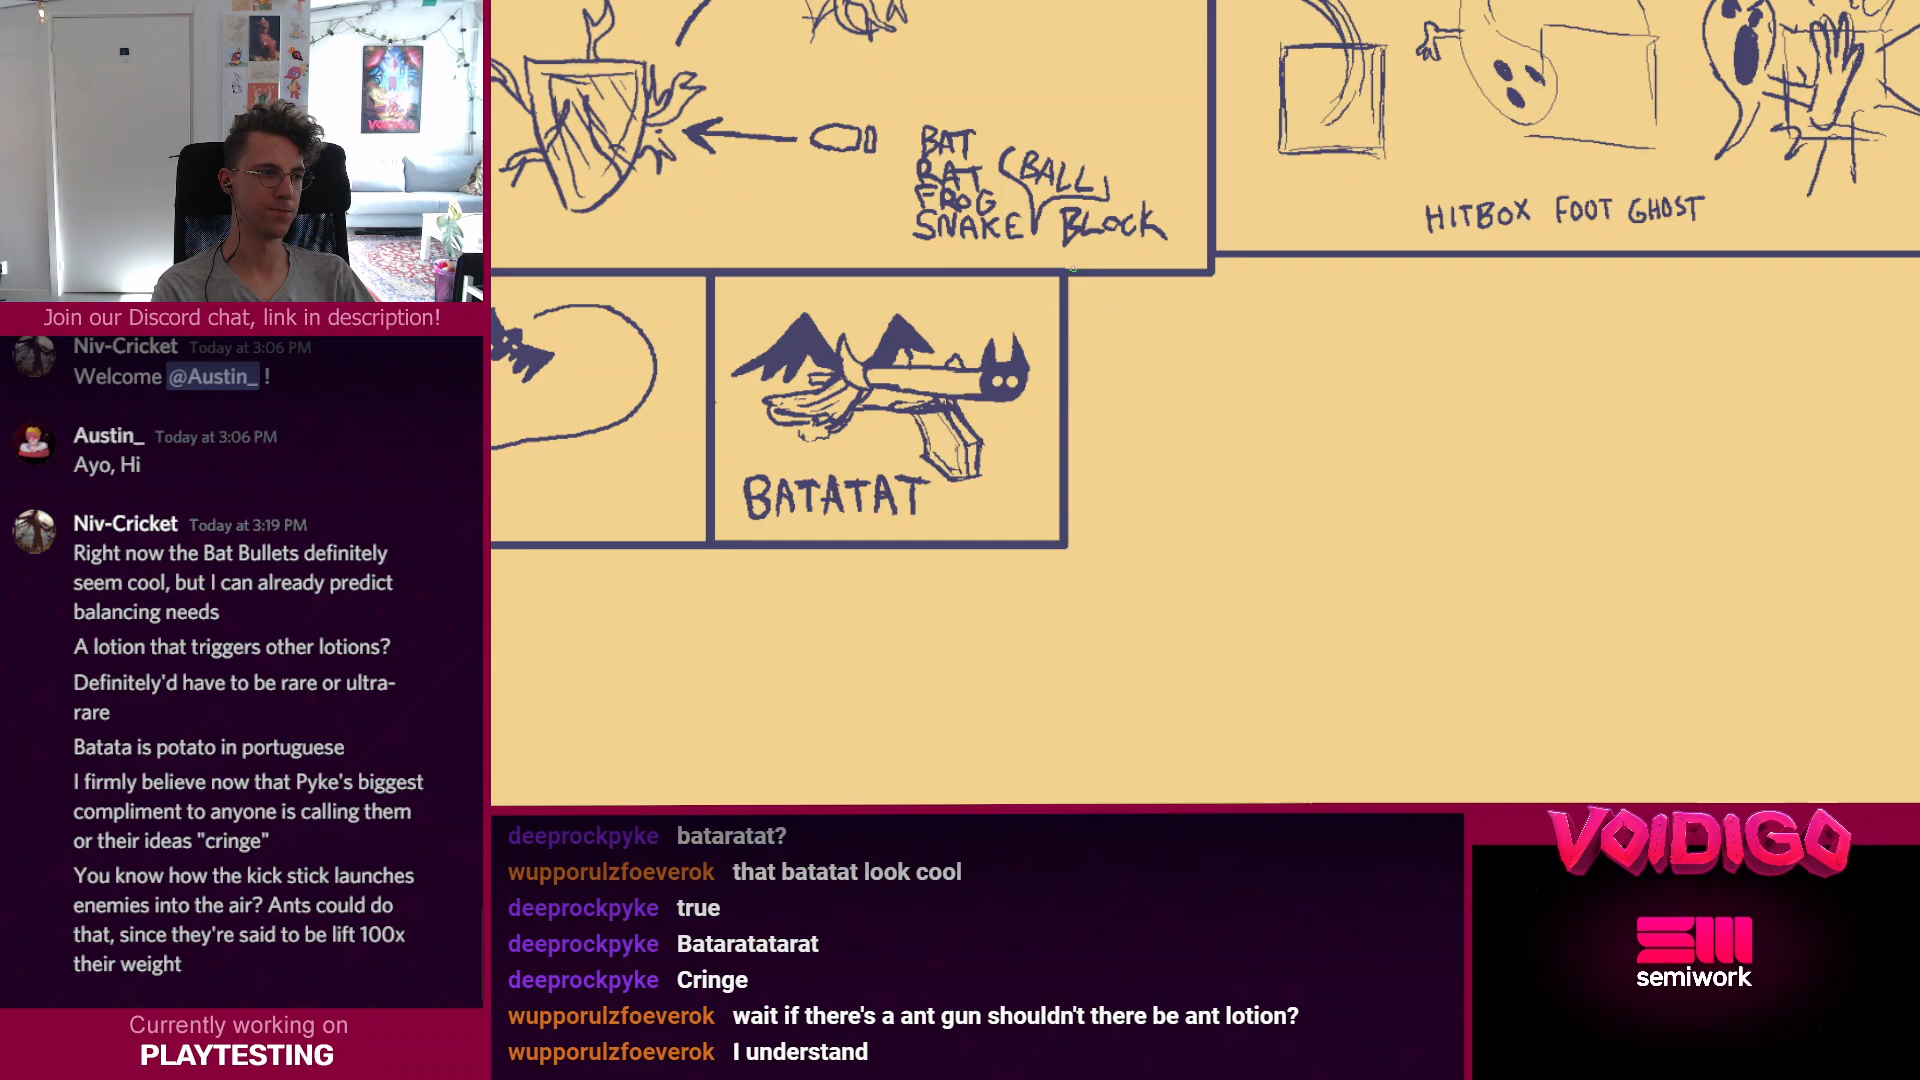 VOIDIGO
Join our Discord chat, link in description!
Niv-Cricket Today at 3:06 PM
Welcome @Austin_ !
Austin_ Today at 3:06 PM
Ayo, Hi
Niv-Cricket Today at 3:19 PM
Right now the Bat Bullets definitely
seem cool, but I can already predict
balancing needs
A lotion that triggers other lotions?
Definitely'd have to be rare or ultra-
rare
Batata is potato in portuguese
I firmly believe now that Pyke's biggest
compliment to anyone is calling them
or their ideas "cringe"
You know how the kick stick launches
enemies into the air? Ants could do
that, since they're said to be lift 100x
their weight
Currently working on
PLAYTESTING
BAT
RAT
FROG
SNAKE
BALL
BLOCK
HITBOX FOOT GHOST
BATATAT
deeprockpyke bataratat?
wupporulzfoeverok that batatat look cool
deeprockpyke true
deeprockpyke Bataratatarat
deeprockpyke Cringe
wupporulzfoeverok wait if there's a ant gun shouldn't there be ant lotion?
wupporulzfoeverok I understand
VOIDIGO
semiwork